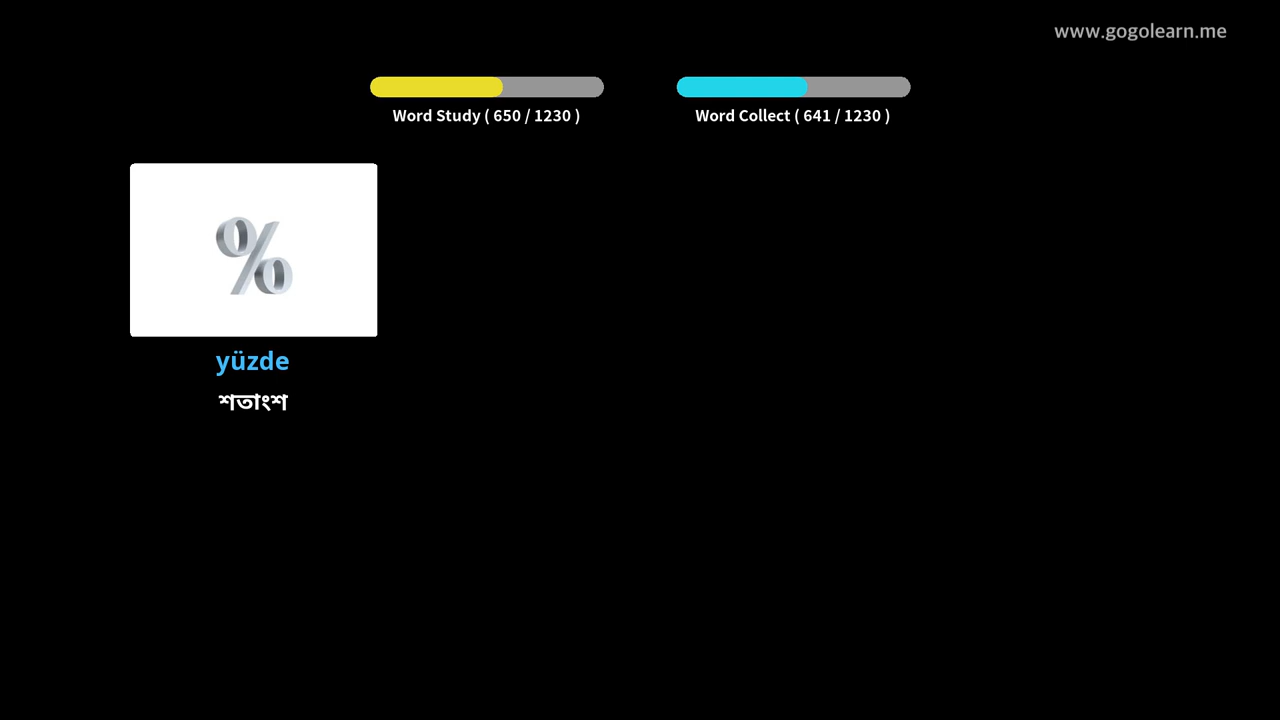 www.gogolearn.me
Word Study ( 650 / 1230 )
Word Collect ( 641 / 1230 )
%
yüzde
শতাংশ